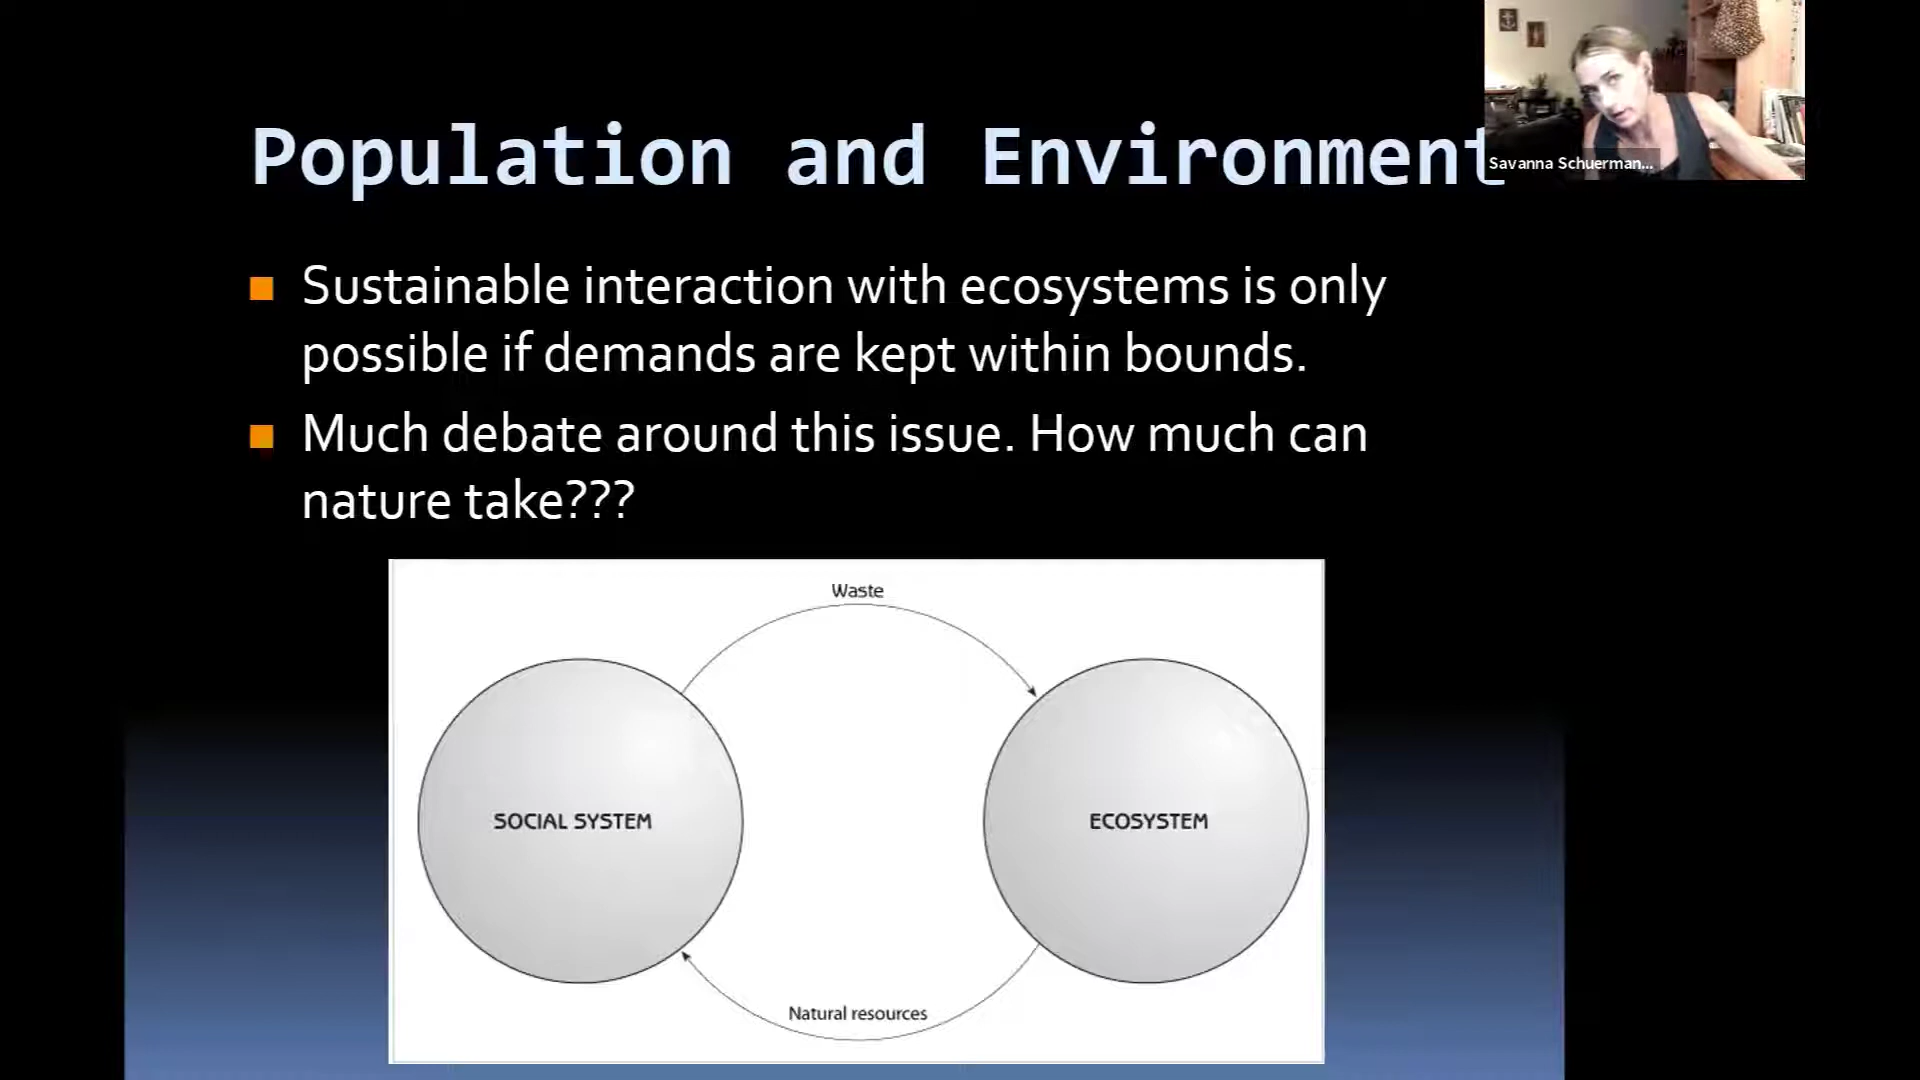 Population and Environment
Savanna Schuerman...
Sustainable interaction with ecosystems is only
possible if demands are kept within bounds.
Much debate around this issue. How much can
nature take???
Waste
SOCIAL SYSTEM
ECOSYSTEM
Natural resources